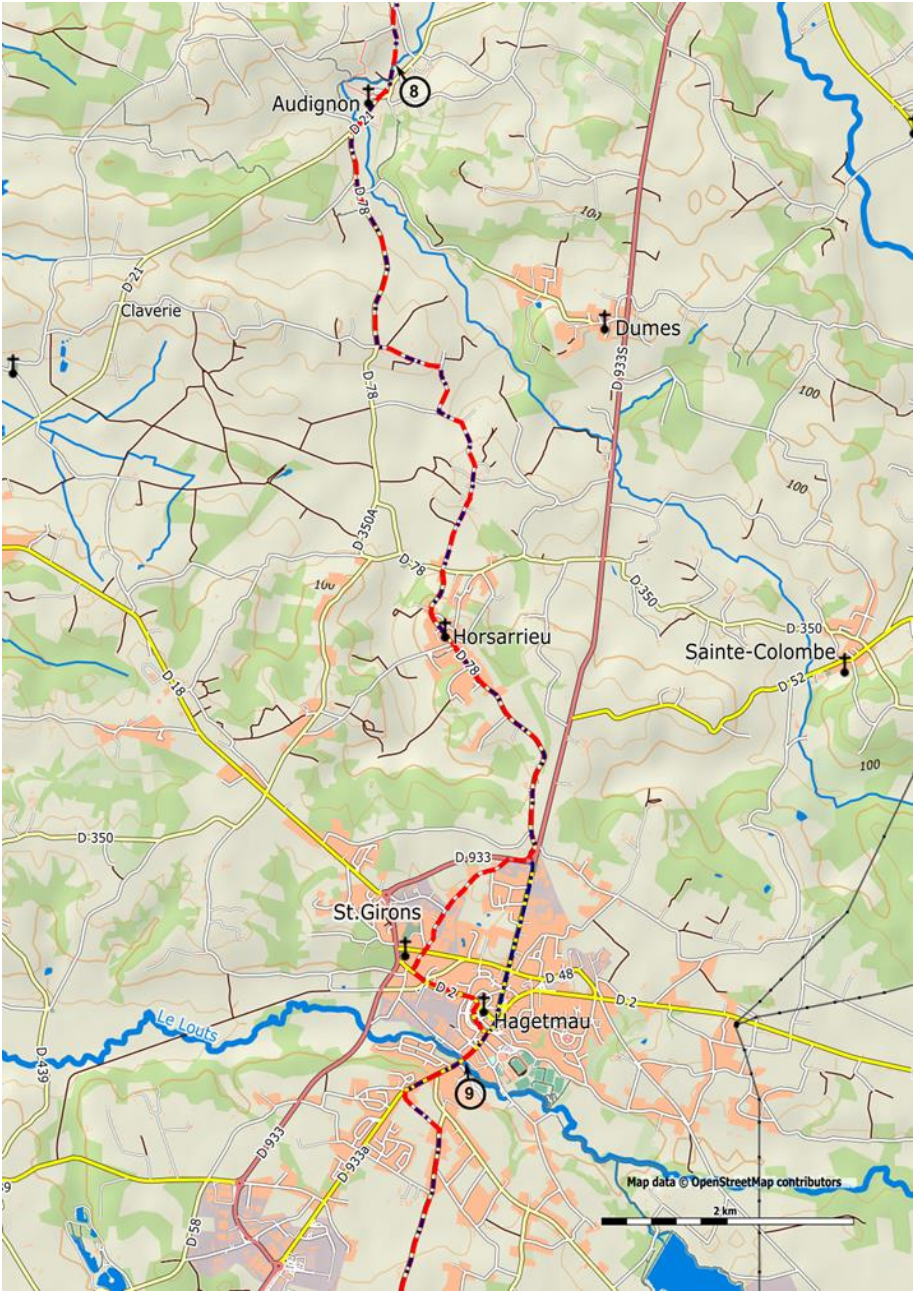 8
Audignon
D 21
D 78
100
D 21
Claverie
Dumes
D 933S
D 78
100
100
D 350A
D 78
100
D 350
Horsarrieu
D 350
Sainte-Colombe
D 78
D 52
D 18
100
D 350
D 933
St.Girons
D 48
D 2
D 2
Hagetmau
Le Louts
D 439
9
D 933
D 933a
39
D 58
Map data © OpenStreetMap contributors
2 km